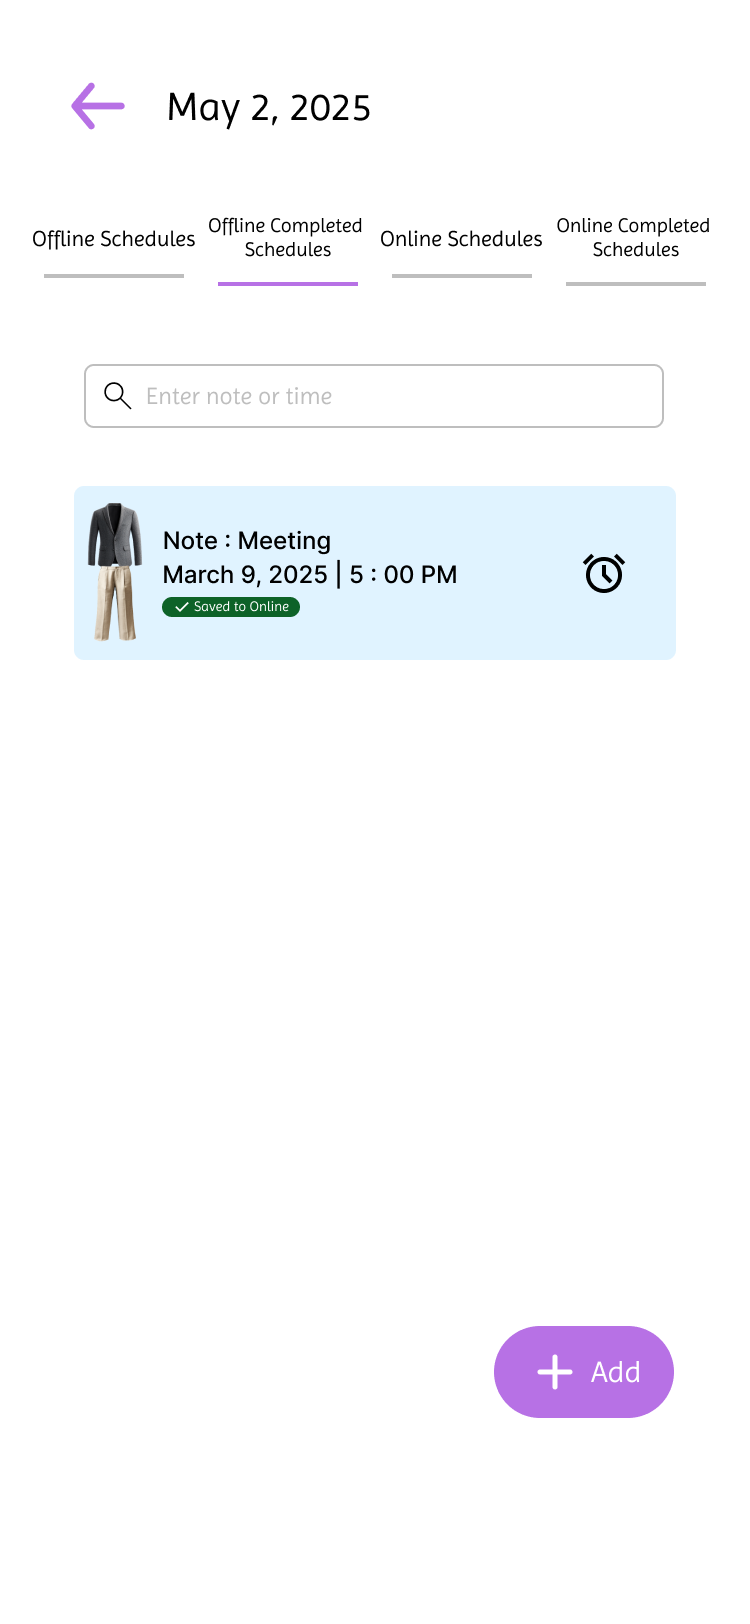 May 2, 2025
Offline Schedules
Offline Completed
Schedules
Online Schedules
Online Completed
Schedules
Enter note or time
Note : Meeting
March 9, 2025 | 5 : 00 PM
Saved to Online
Add